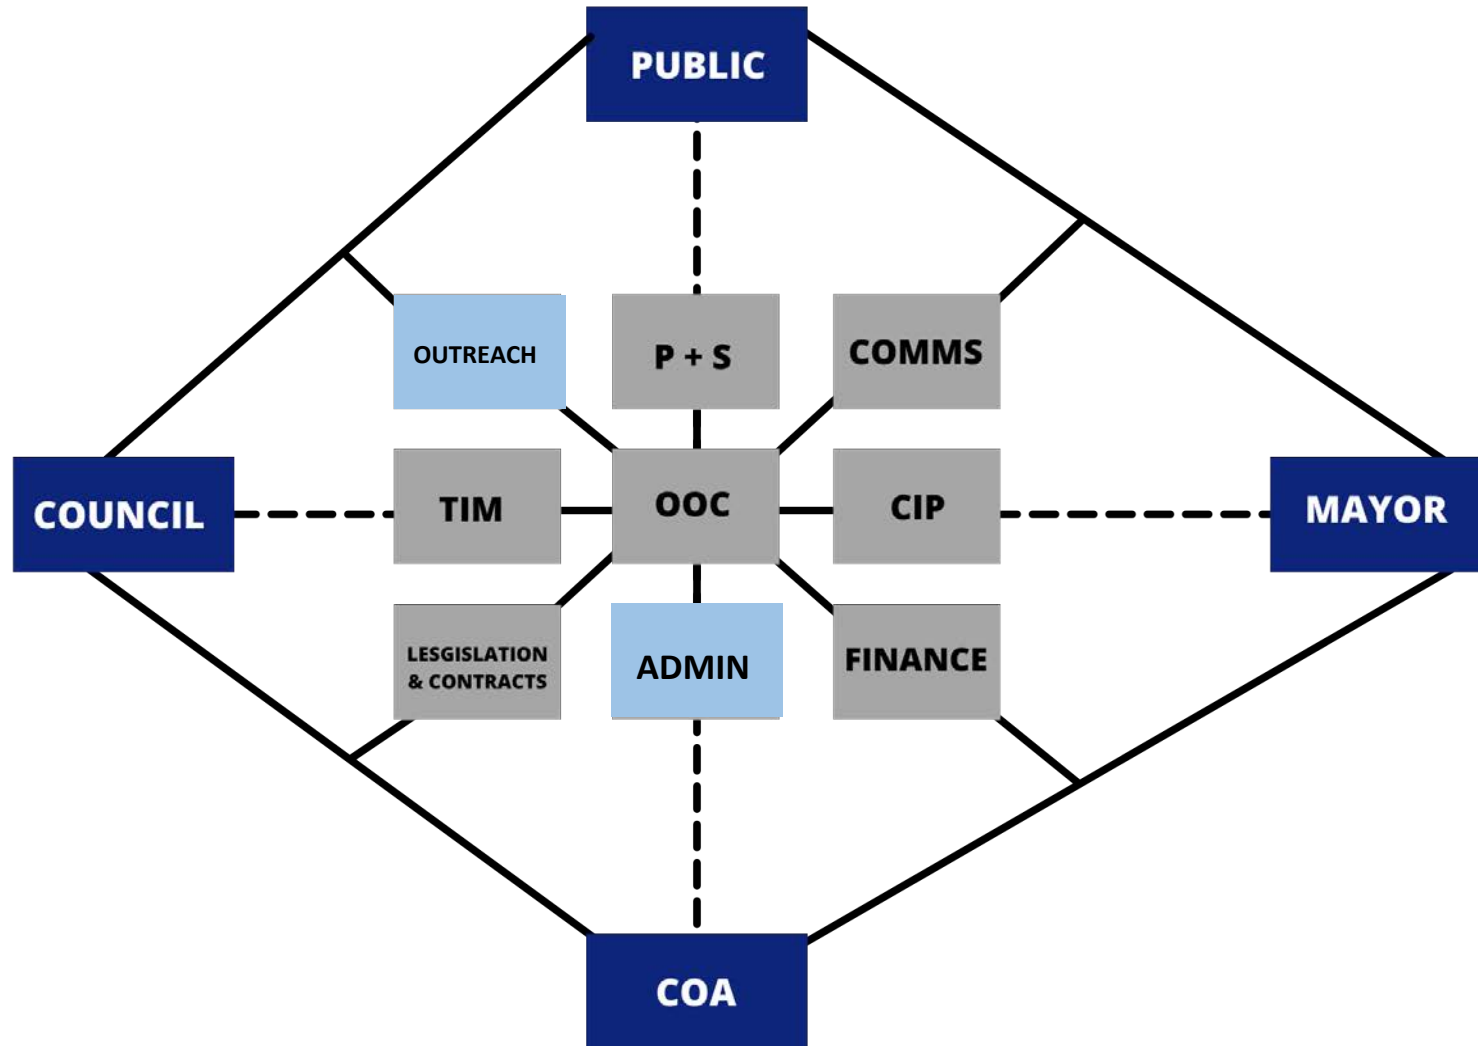 PUBLIC
OUTREACH
P + S
COMMS
COUNCIL
TIM
OOC
CIP
MAYOR
LESGISLATION
& CONTRACTS
ADMIN
FINANCE
COA